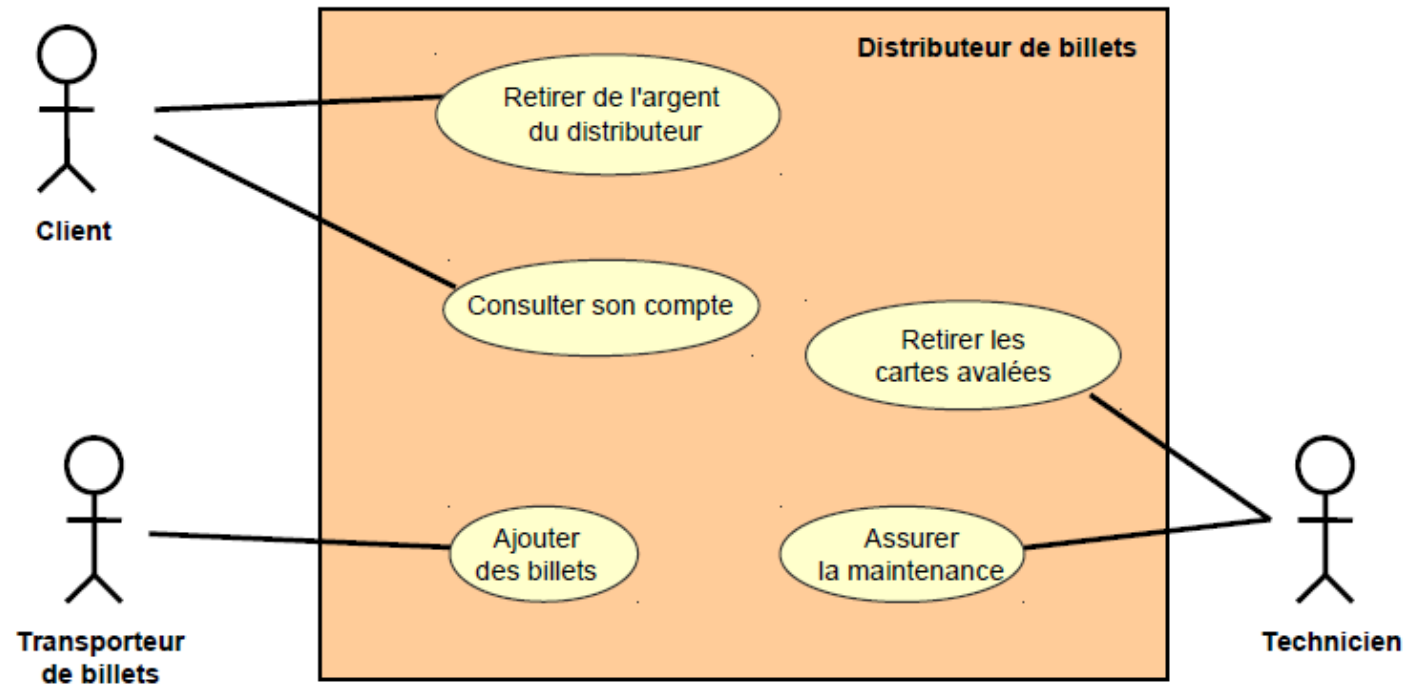 Distributeur de billets
Retirer de l'argent
du distributeur
Client
Consulter son compte
Retirer les
cartes avalées
Ajouter
des billets
Assurer
la maintenance
Transporteur
de billets
Technicien